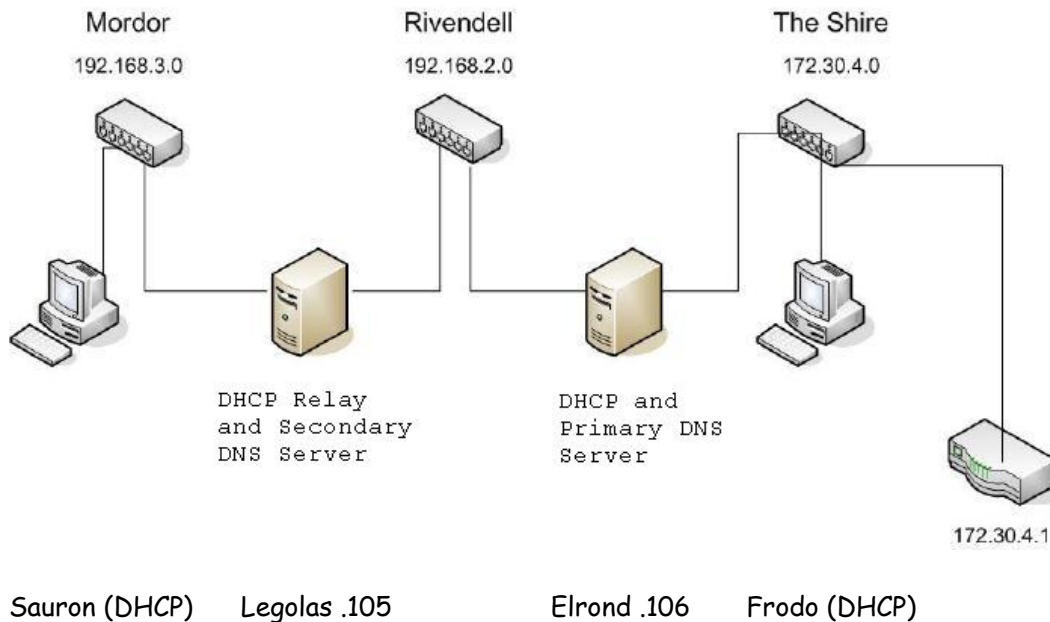 Mordor
Rivendell
The Shire
192.168.3.0
192.168.2.0
172.30.4.0
DHCP Relay
and Secondary
DNS Server
DHCP and
Primary DNS
Server
172.30.4.1
Sauron (DHCP)
Legolas .105
Elrond .106
Frodo (DHCP)